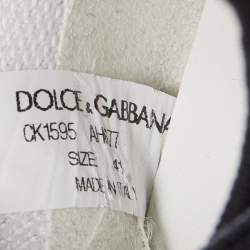 DOLCE & GABBANA
CK1595 AH677
SIZE 41
MADE IN ITALY